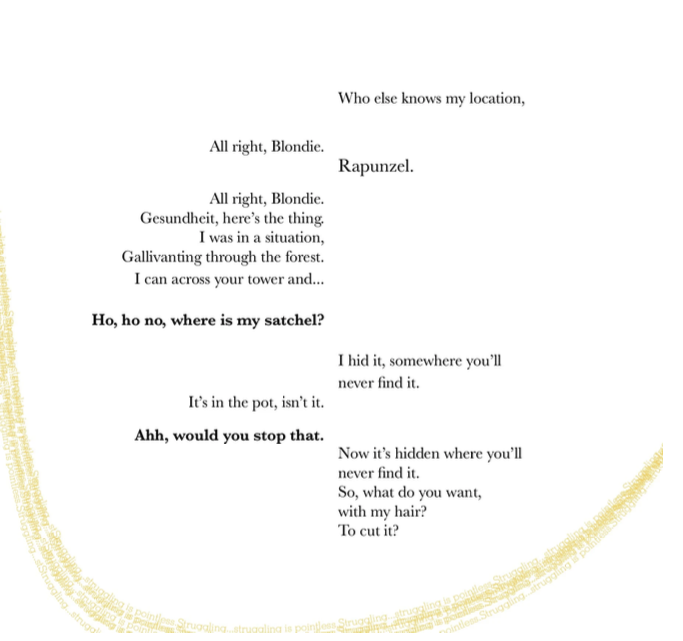 Who else knows my location,
All right, Blondie.
Rapunzel.
All right, Blondie.
Gesundheit, here's the thing.
I was in a situation,
Gallivanting through the forest.
I can across your tower and...
Ho, ho no, where is my satchel?
I hid it, somewhere you'll
never find it.
It's in the pot, isn't it.
Ahh, would you stop that.
Now it's hidden where you'll
never find it.
So, what do you want,
with my hair?
To cut it?
Struggling...struggling is pointless Struggling...struggling is pointless Struggling...struggling is pointless